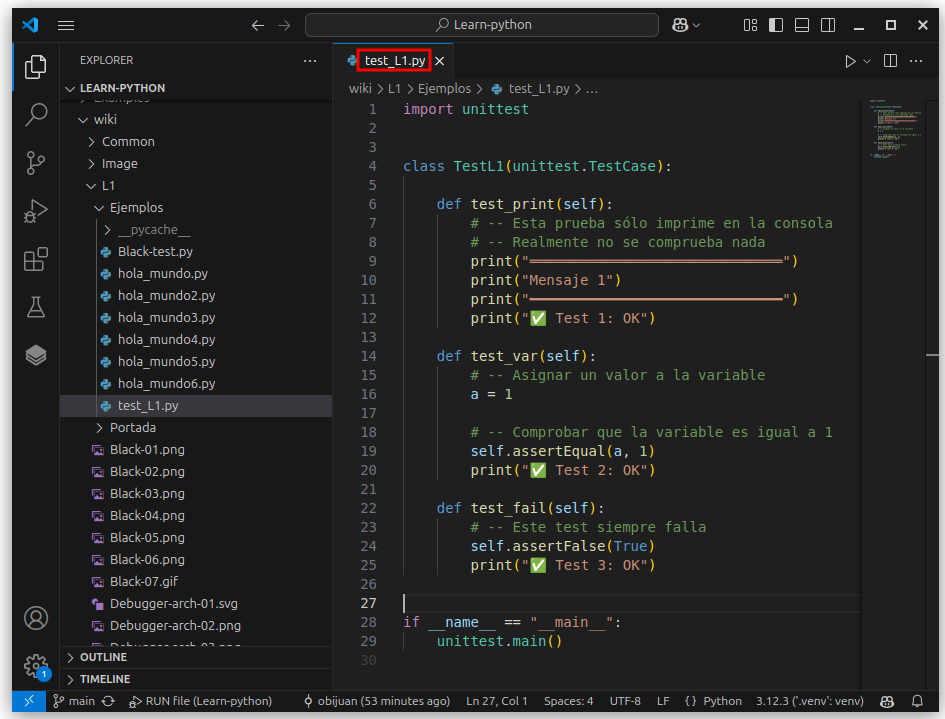 Learn-python
EXPLORER
LEARN-PYTHON
wiki
Common
Image
L1
Ejemplos
__pycache__
Black-test.py
hola_mundo.py
hola_mundo2.py
hola_mundo3.py
hola_mundo4.py
hola_mundo5.py
hola_mundo6.py
test_L1.py
Portada
Black-01.png
Black-02.png
Black-03.png
Black-04.png
Black-05.png
Black-06.png
Black-07.gif
Debugger-arch-01.svg
Debugger-arch-02.png
OUTLINE
TIMELINE
test_L1.py
wiki > L1 > Ejemplos > test_L1.py > ...
1 import unittest
2
3
4 class TestL1(unittest.TestCase):
5
6 def test_print(self):
7 # -- Esta prueba sólo imprime en la consola
8 # -- Realmente no se comprueba nada
9 print("══════════════════════════════")
10 print("Mensaje 1")
11 print("━━━━━━━━━━━━━━━━━━━━━━━━━━━━━━")
12 print("✅ Test 1: OK")
13
14 def test_var(self):
15 # -- Asignar un valor a la variable
16 a = 1
17
18 # -- Comprobar que la variable es igual a 1
19 self.assertEqual(a, 1)
20 print("✅ Test 2: OK")
21
22 def test_fail(self):
23 # -- Este test siempre falla
24 self.assertFalse(True)
25 print("✅ Test 3: OK")
26
27
28 if __name__ == "__main__":
29 unittest.main()
30
1
main
RUN file (Learn-python)
obijuan (53 minutes ago)
Ln 27, Col 1
Spaces: 4
UTF-8
LF
{} Python
3.12.3 ('.venv': venv)